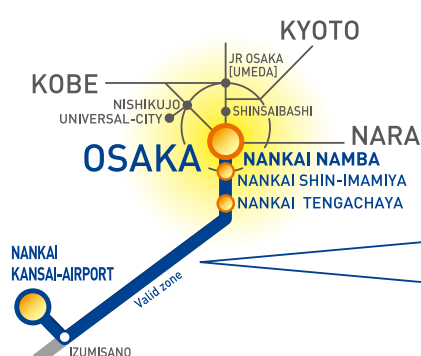 KYOTO
JR OSAKA
[UMEDA]
KOBE
NISHIKUJO
SHINSAIBASHI
UNIVERSAL-CITY
NARA
OSAKA
NANKAI NAMBA
NANKAI SHIN-IMAMIYA
NANKAI TENGACHAYA
NANKAI
KANSAI-AIRPORT
Valid zone
IZUMISANO